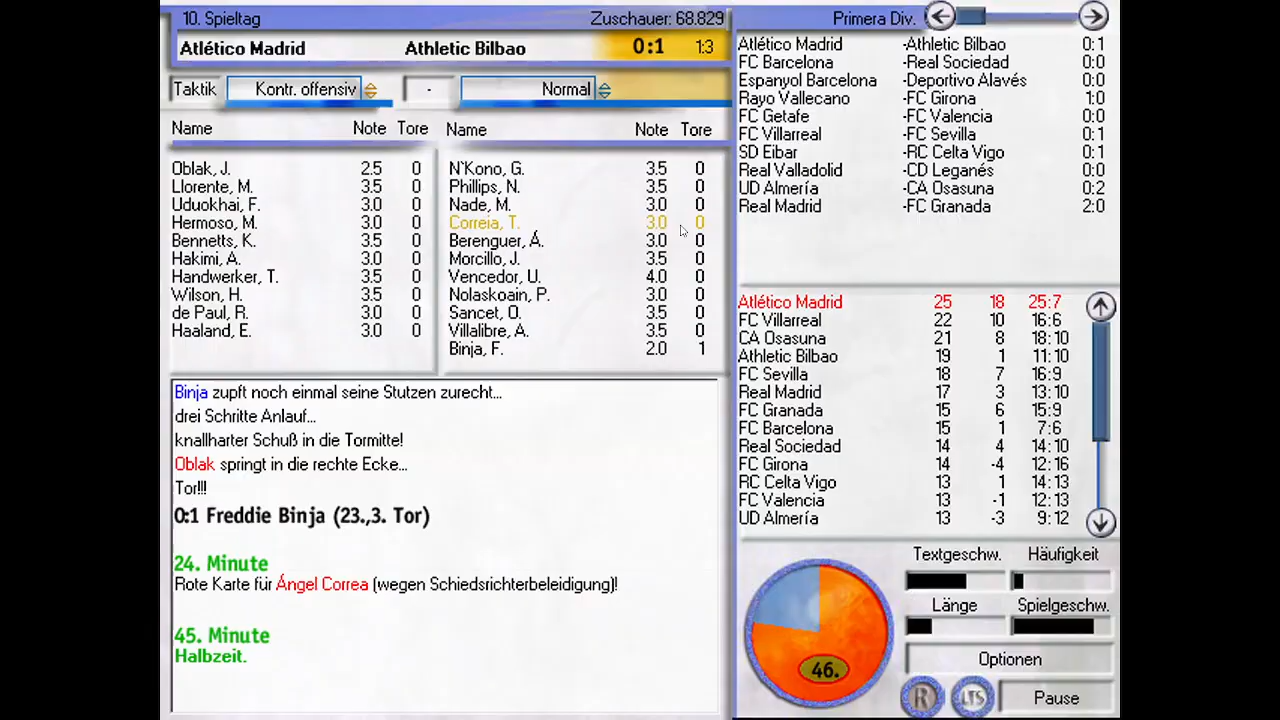 10. Spieltag Zuschauer: 68.829
Atlético Madrid Athletic Bilbao 0:1 1:3
Taktik Kontr. offensiv - Normal
Name Note Tore Name Note Tore
Oblak, J. 2.5 0 N'Kono, G. 3.5 0
Llorente, M. 3.5 0 Phillips, N. 3.5 0
Uduokhai, F. 3.0 0 Nade, M. 3.0 0
Hermoso, M. 3.0 0 Correia, T. 3.0 0
Bennetts, K. 3.5 0 Berenguer, Á. 3.0 0
Hakimi, A. 3.0 0 Morcillo, J. 3.5 0
Handwerker, T. 3.5 0 Vencedor, U. 4.0 0
Wilson, H. 3.5 0 Nolaskoain, P. 3.0 0
de Paul, R. 3.0 0 Sancet, O. 3.5 0
Haaland, E. 3.0 0 Villalibre, A. 3.5 0
Binja, F. 2.0 1
Binja zupft noch einmal seine Stutzen zurecht...
drei Schritte Anlauf...
knallharter Schuß in die Tormitte!
Oblak springt in die rechte Ecke...
Tor!!!
0:1 Freddie Binja (23.,3. Tor)
24. Minute
Rote Karte für Ángel Correa (wegen Schiedsrichterbeleidigung)!
45. Minute
Halbzeit.
Primera Div.
Atlético Madrid -Athletic Bilbao 0:1
FC Barcelona -Real Sociedad 0:0
Espanyol Barcelona -Deportivo Alavés 0:0
Rayo Vallecano -FC Girona 1:0
FC Getafe -FC Valencia 0:0
FC Villarreal -FC Sevilla 0:1
SD Eibar -RC Celta Vigo 0:1
Real Valladolid -CD Leganés 0:0
UD Almería -CA Osasuna 0:2
Real Madrid -FC Granada 2:0
Atlético Madrid 25 18 25:7
FC Villarreal 22 10 16:6
CA Osasuna 21 8 18:10
Athletic Bilbao 19 1 11:10
FC Sevilla 18 7 16:9
Real Madrid 17 3 13:10
FC Granada 15 6 15:9
FC Barcelona 15 1 7:6
Real Sociedad 14 4 14:10
FC Girona 14 -4 12:16
RC Celta Vigo 13 1 14:13
FC Valencia 13 -1 12:13
UD Almería 13 -3 9:12
Textgeschw. Häufigkeit
Länge Spielgeschw.
46.
Optionen
R LTS Pause